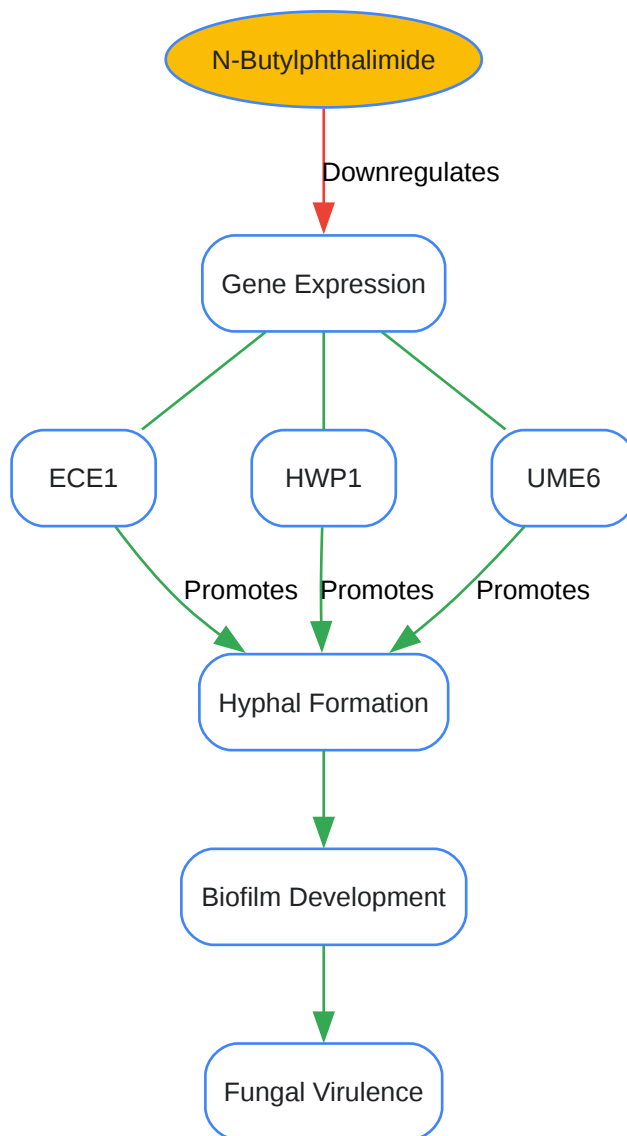 N-Butylphthalimide
Downregulates
Gene Expression
ECE1
HWP1
UME6
Promotes
Promotes
Promotes
Hyphal Formation
Biofilm Development
Fungal Virulence